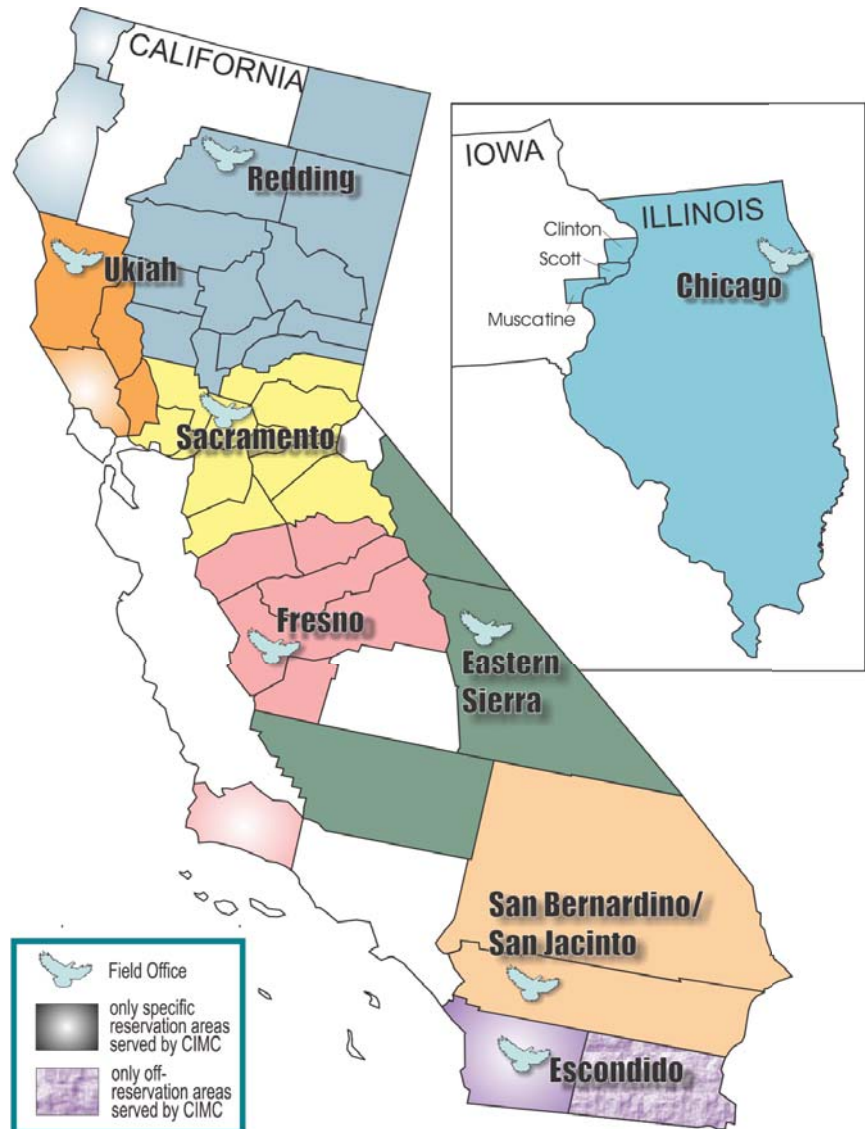 CALIFORNIA
Redding
Ukiah
Sacramento
Fresno
Eastern
Sierra
San Bernardino/
San Jacinto
Escondido
IOWA
ILLINOIS
Clinton
Scott
Muscatine
Chicago
Field Office
only specific
reservation areas
served by CIMC
only off-
reservation areas
served by CIMC